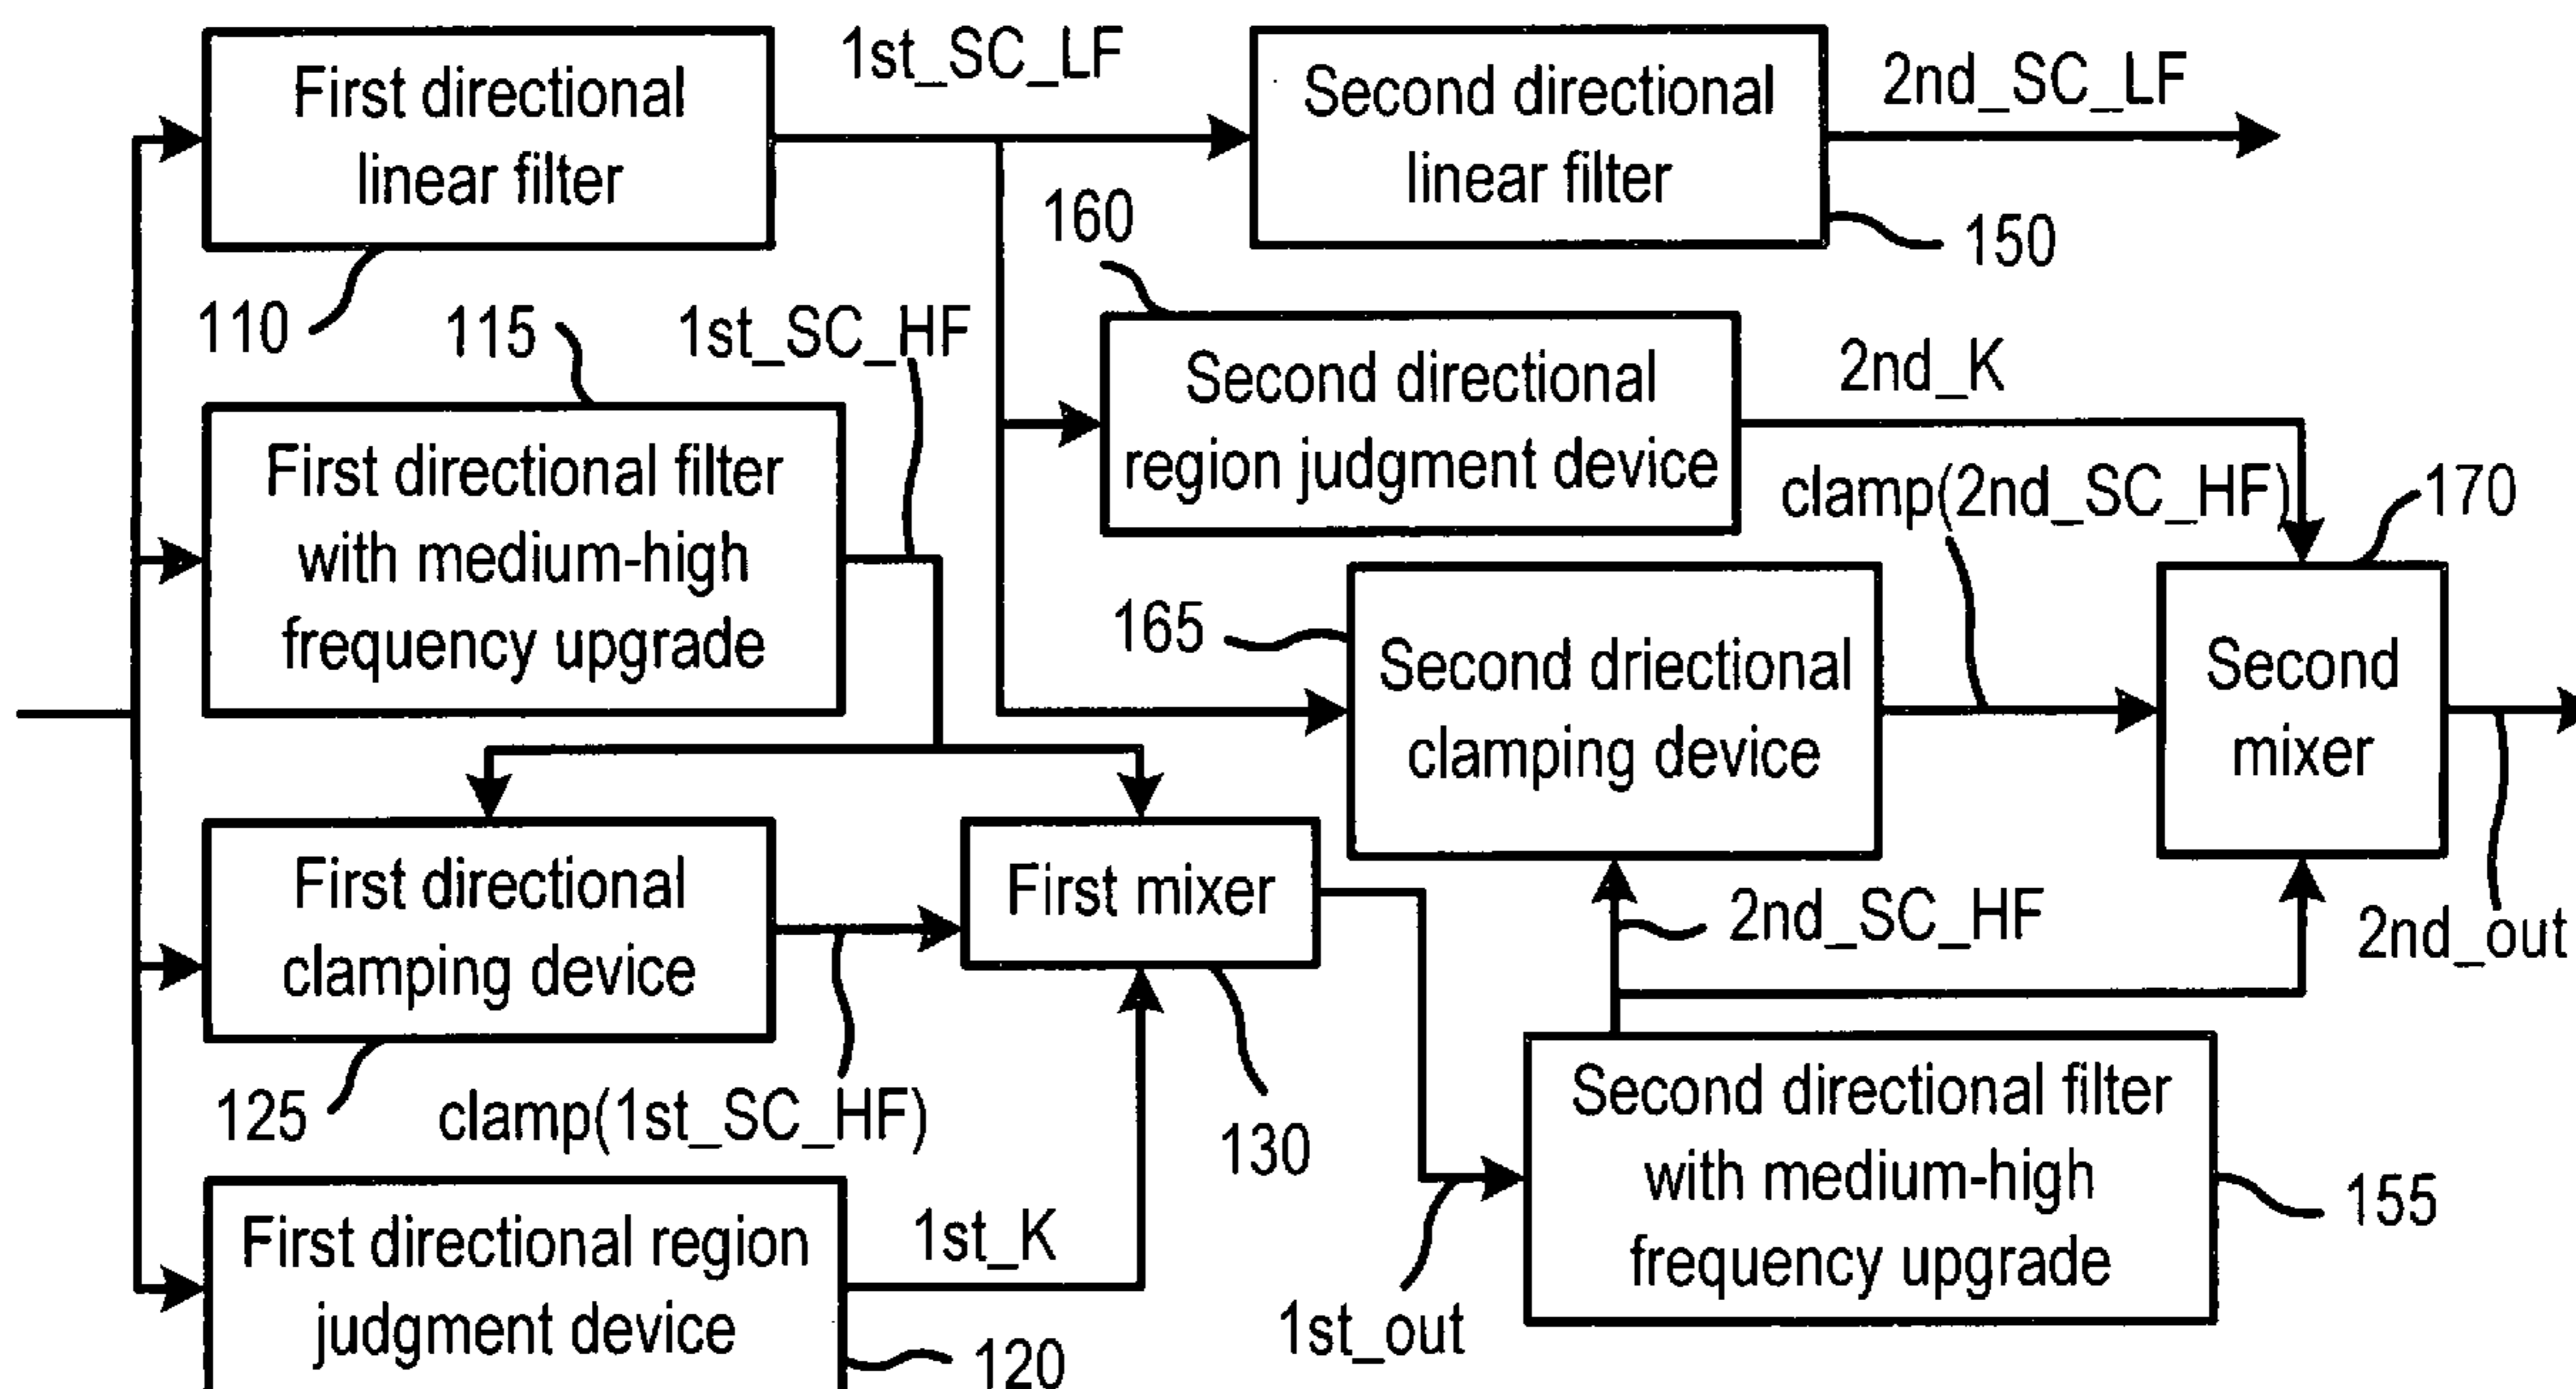 First directional
linear filter
110
1st_SC_LF
Second directional
linear filter
150
2nd_SC_LF
115
1st_SC_HF
First directional filter
with medium-high
frequency upgrade
160
Second directional
region judgment device
2nd_K
clamp(2nd_SC_HF)
170
165
Second driectional
clamping device
Second
mixer
2nd_out
First directional
clamping device
125
clamp(1st_SC_HF)
First mixer
130
2nd_SC_HF
Second directional filter
with medium-high
frequency upgrade
155
1st_out
First directional region
judgment device
120
1st_K